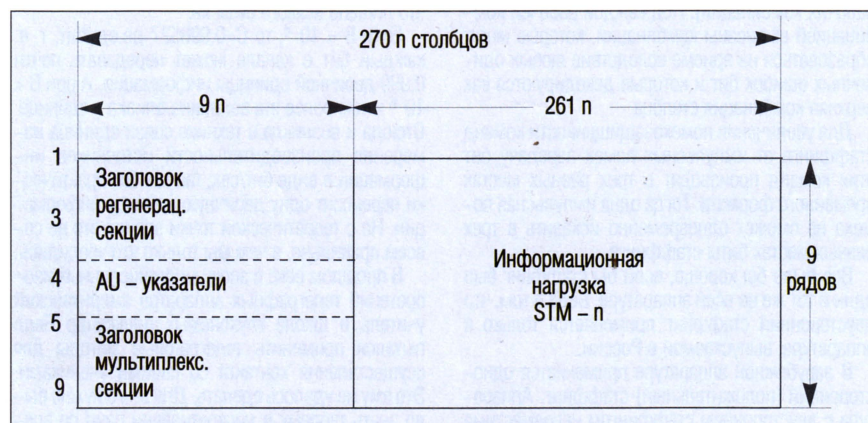 270 n столбцов
9 n
261 n
1
Заголовок
регенерац.
3
секции
4
AU – указатели
5
Заголовок
мультиплекс.
9
секции
Информационная
нагрузка
STM – n
9
рядов